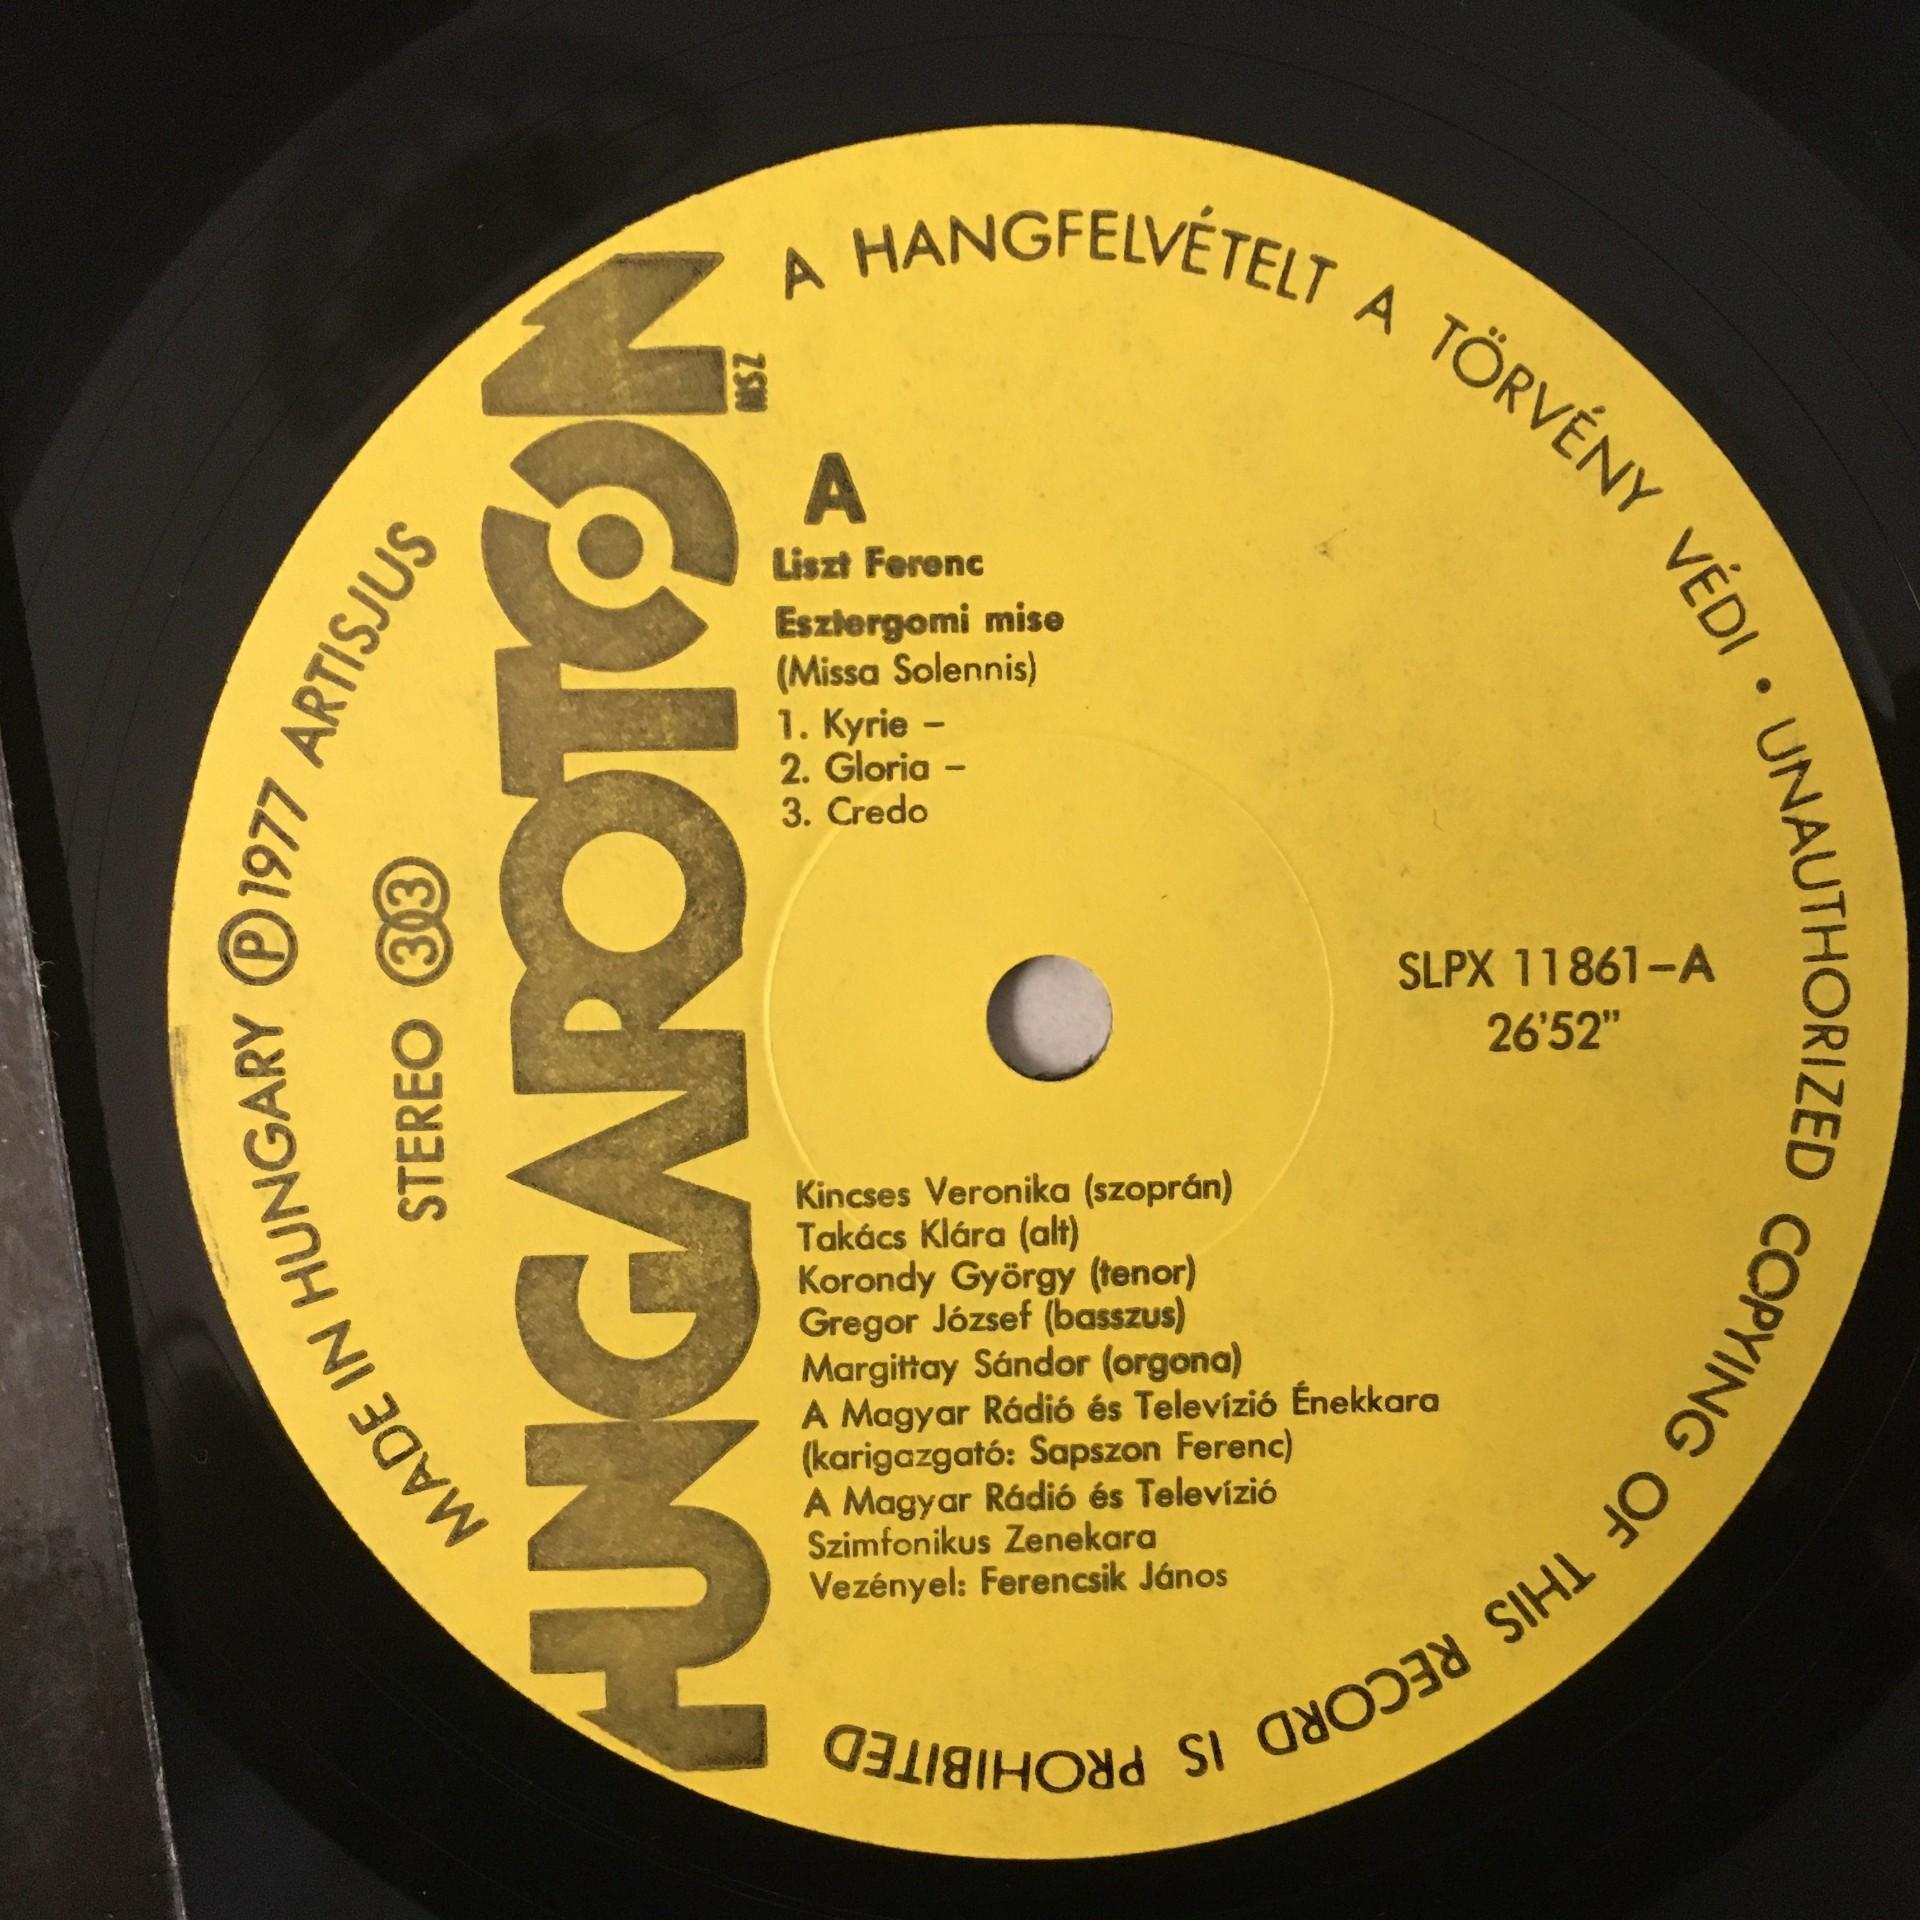 A HANGFELVÉTELT A TÖRVÉNY VÉDI • UNAUTHORIZED COPYING OF THIS RECORD IS PROHIBITED
MADE IN HUNGARY Ⓟ 1977 ARTISJUS
STEREO 33
HUNGAROTON
MSZ
A
Liszt Ferenc
Esztergomi mise
(Missa Solennis)
1. Kyrie –
2. Gloria –
3. Credo
SLPX 11861–A
26'52"
Kincses Veronika (szoprán)
Takács Klára (alt)
Korondy György (tenor)
Gregor József (basszus)
Margittay Sándor (orgona)
A Magyar Rádió és Televízió Énekkara
(karigazgató: Sapszon Ferenc)
A Magyar Rádió és Televízió
Szimfonikus Zenekara
Vezényel: Ferencsik János